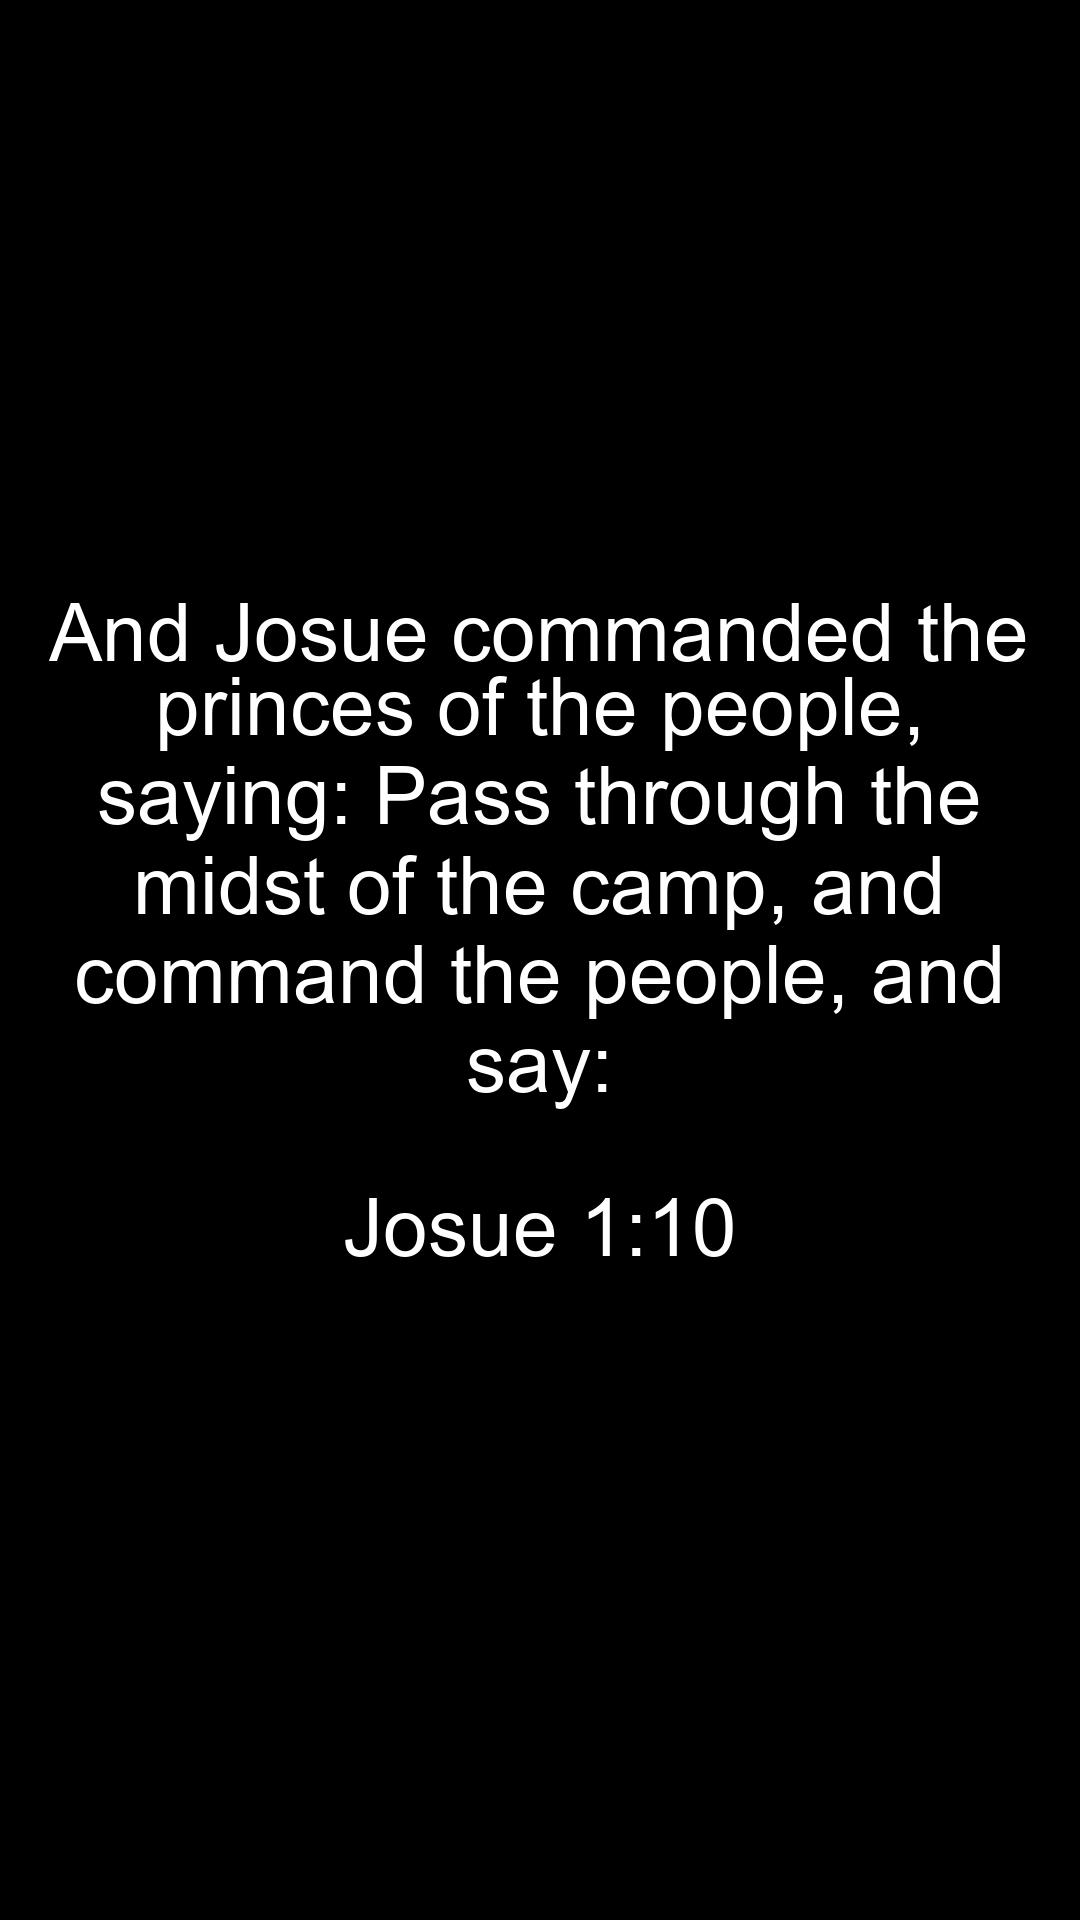 And Josue commanded the
princes of the people,
saying: Pass through the
midst of the camp, and
command the people, and
say:
Josue 1:10